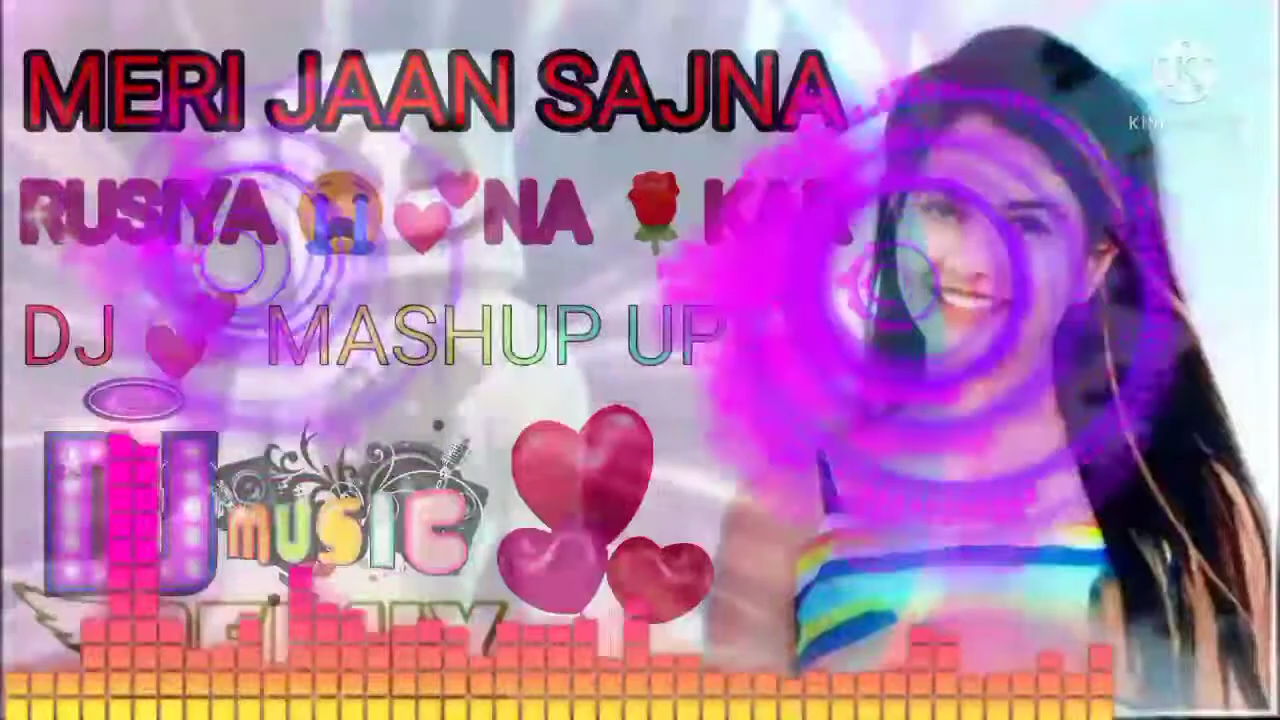 MERI JAAN SAJNA
RUSIYA 😭💕 NA 🌹
DJ 💕 MASHUP UP
DJ MUSIC